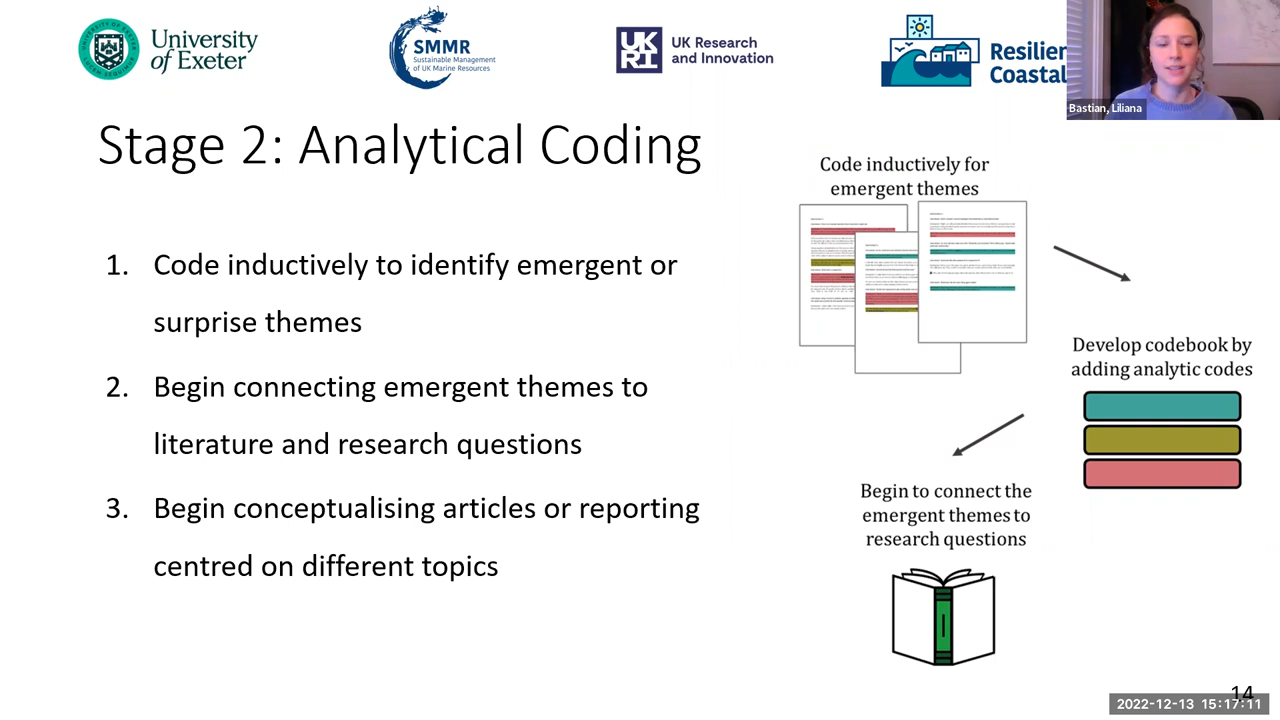 University
of Exeter
SMMR
Sustainable Management
of UK Marine Resources
UK
RI
UK Research
and Innovation
Coastal
Bastian, Liliana
Stage 2: Analytical Coding
1. Code inductively to identify emergent or
surprise themes
2. Begin connecting emergent themes to
literature and research questions
3. Begin conceptualising articles or reporting
centred on different topics
Code inductively for
emergent themes
Develop codebook by
adding analytic codes
Begin to connect the
emergent themes to
research questions
14
2022-12-13 15:17:11